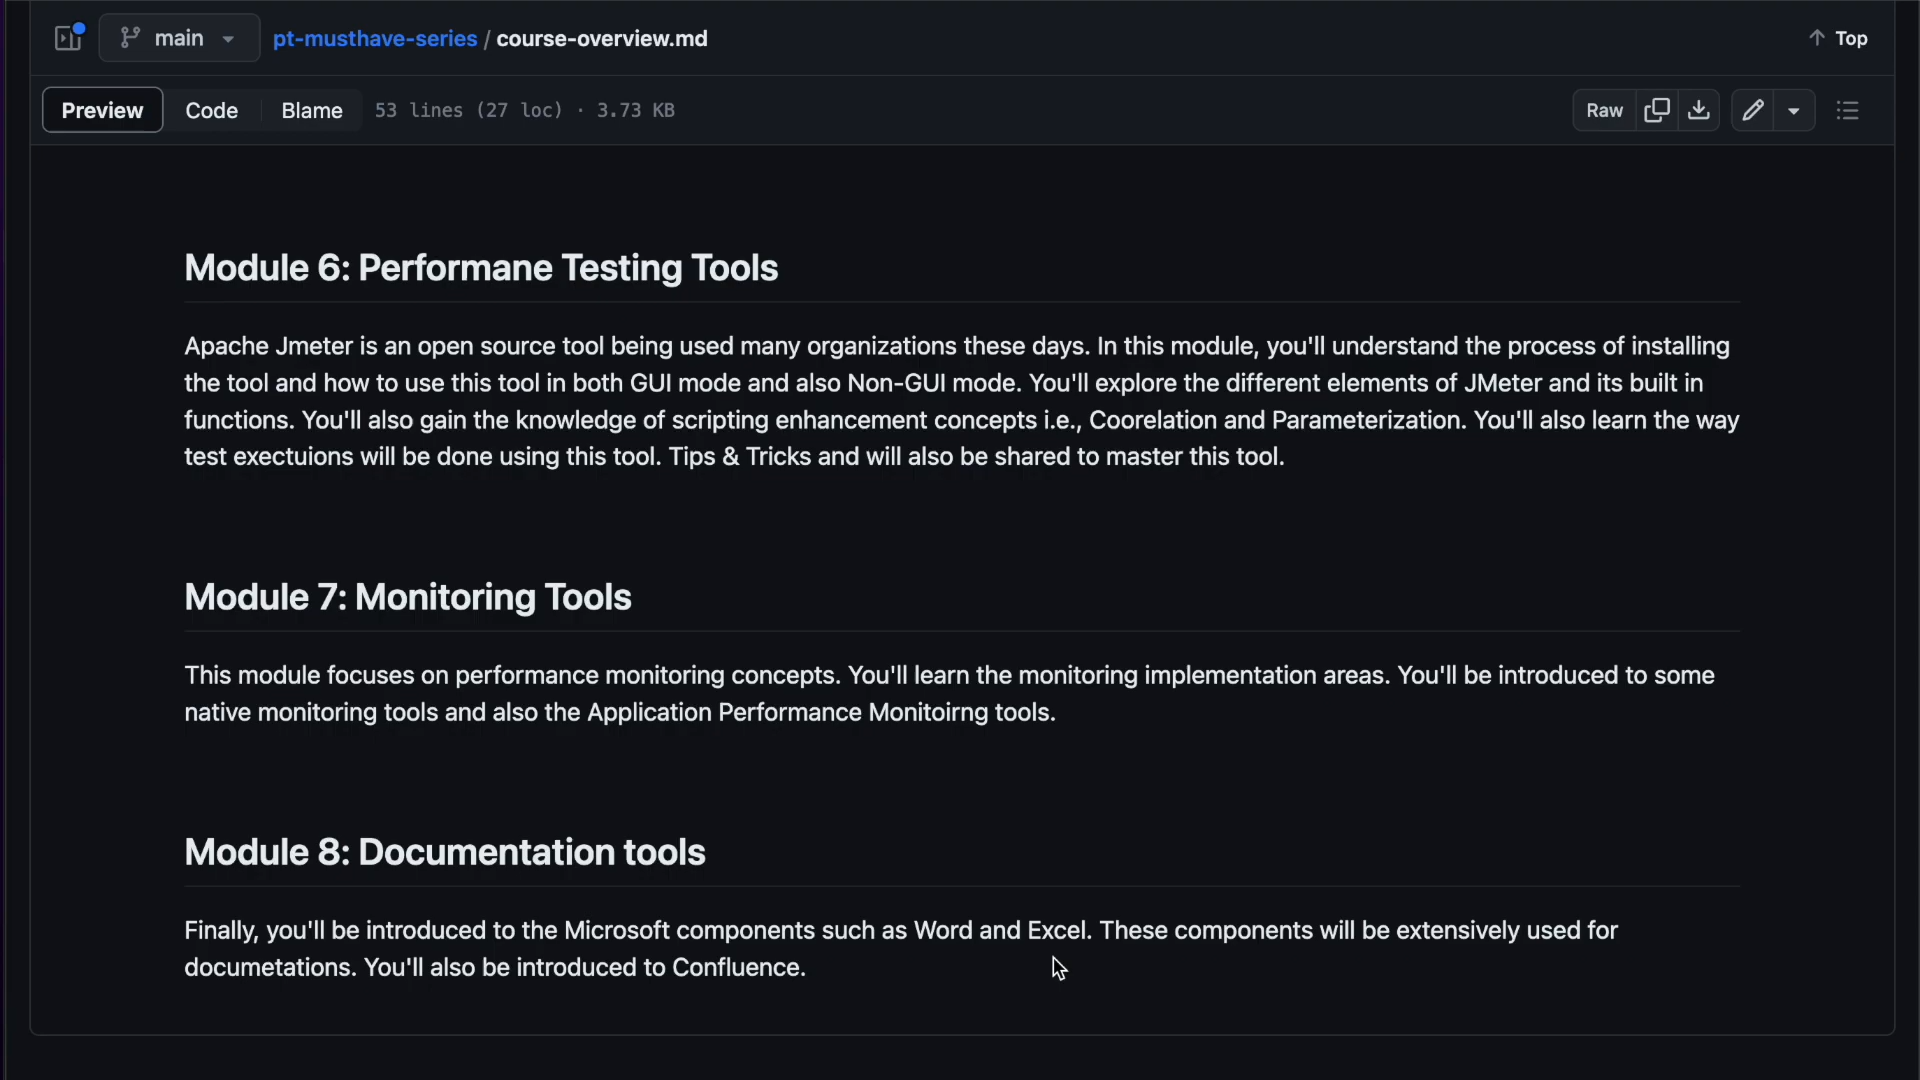 main
pt-musthave-series / course-overview.md
Top
Preview
Code
Blame
53 lines (27 loc) · 3.73 KB
Raw
Module 6: Performane Testing Tools
Apache Jmeter is an open source tool being used many organizations these days. In this module, you'll understand the process of installing
the tool and how to use this tool in both GUI mode and also Non-GUI mode. You'll explore the different elements of JMeter and its built in
functions. You'll also gain the knowledge of scripting enhancement concepts i.e., Coorelation and Parameterization. You'll also learn the way
test exectuions will be done using this tool. Tips & Tricks and will also be shared to master this tool.
Module 7: Monitoring Tools
This module focuses on performance monitoring concepts. You'll learn the monitoring implementation areas. You'll be introduced to some
native monitoring tools and also the Application Performance Monitoirng tools.
Module 8: Documentation tools
Finally, you'll be introduced to the Microsoft components such as Word and Excel. These components will be extensively used for
documetations. You'll also be introduced to Confluence.